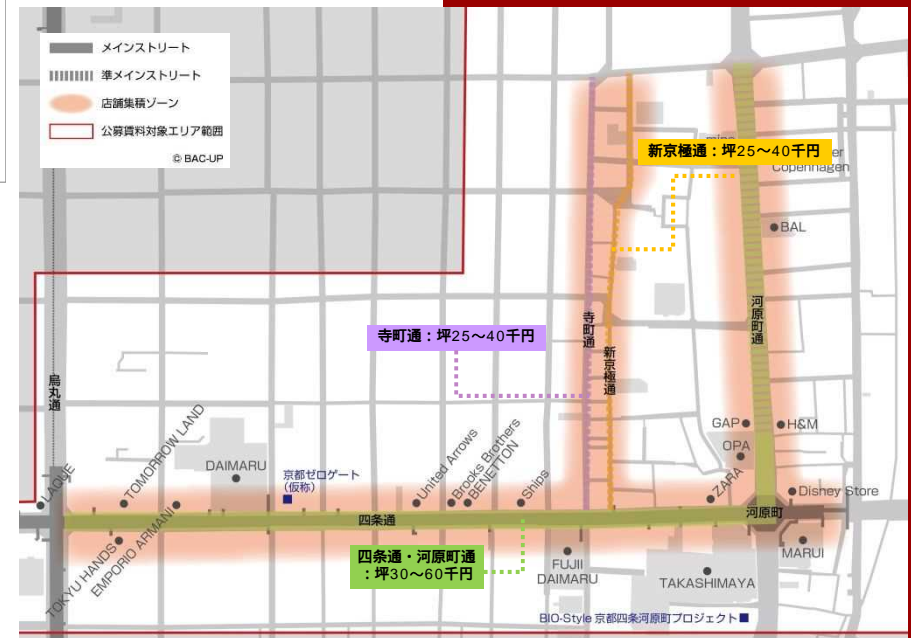 メインストリート
準メインストリート
店舗集積ゾーン
公募賃料対象エリア範囲
© BAC-UP
新京極通：坪25～40千円
Copenhagen
BAL
寺町通：坪25～40千円
寺町通
新京極通
河原町通
烏丸通
GAP
H&M
OPA
ZARA
Disney Store
河原町
MARUI
LAQUE
TOMORROW LAND
DAIMARU
京都ゼロゲート
（仮称）
United Arrows
Brooks Brothers
BENETTON
Ships
四条通
TOKYU HANDS
EMPORIO ARMANI
四条通・河原町通
：坪30～60千円
FUJII
DAIMARU
TAKASHIMAYA
BIO-Style 京都四条河原町プロジェクト